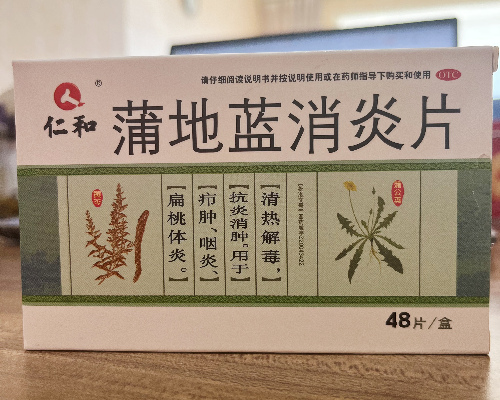 请仔细阅读说明书并按说明使用或在药师指导下购买和使用
OTC
仁和®
蒲地蓝消炎片
清热解毒，
抗炎消肿。用于
疖肿、咽炎、
扁桃体炎。
蒲公英
48片/盒